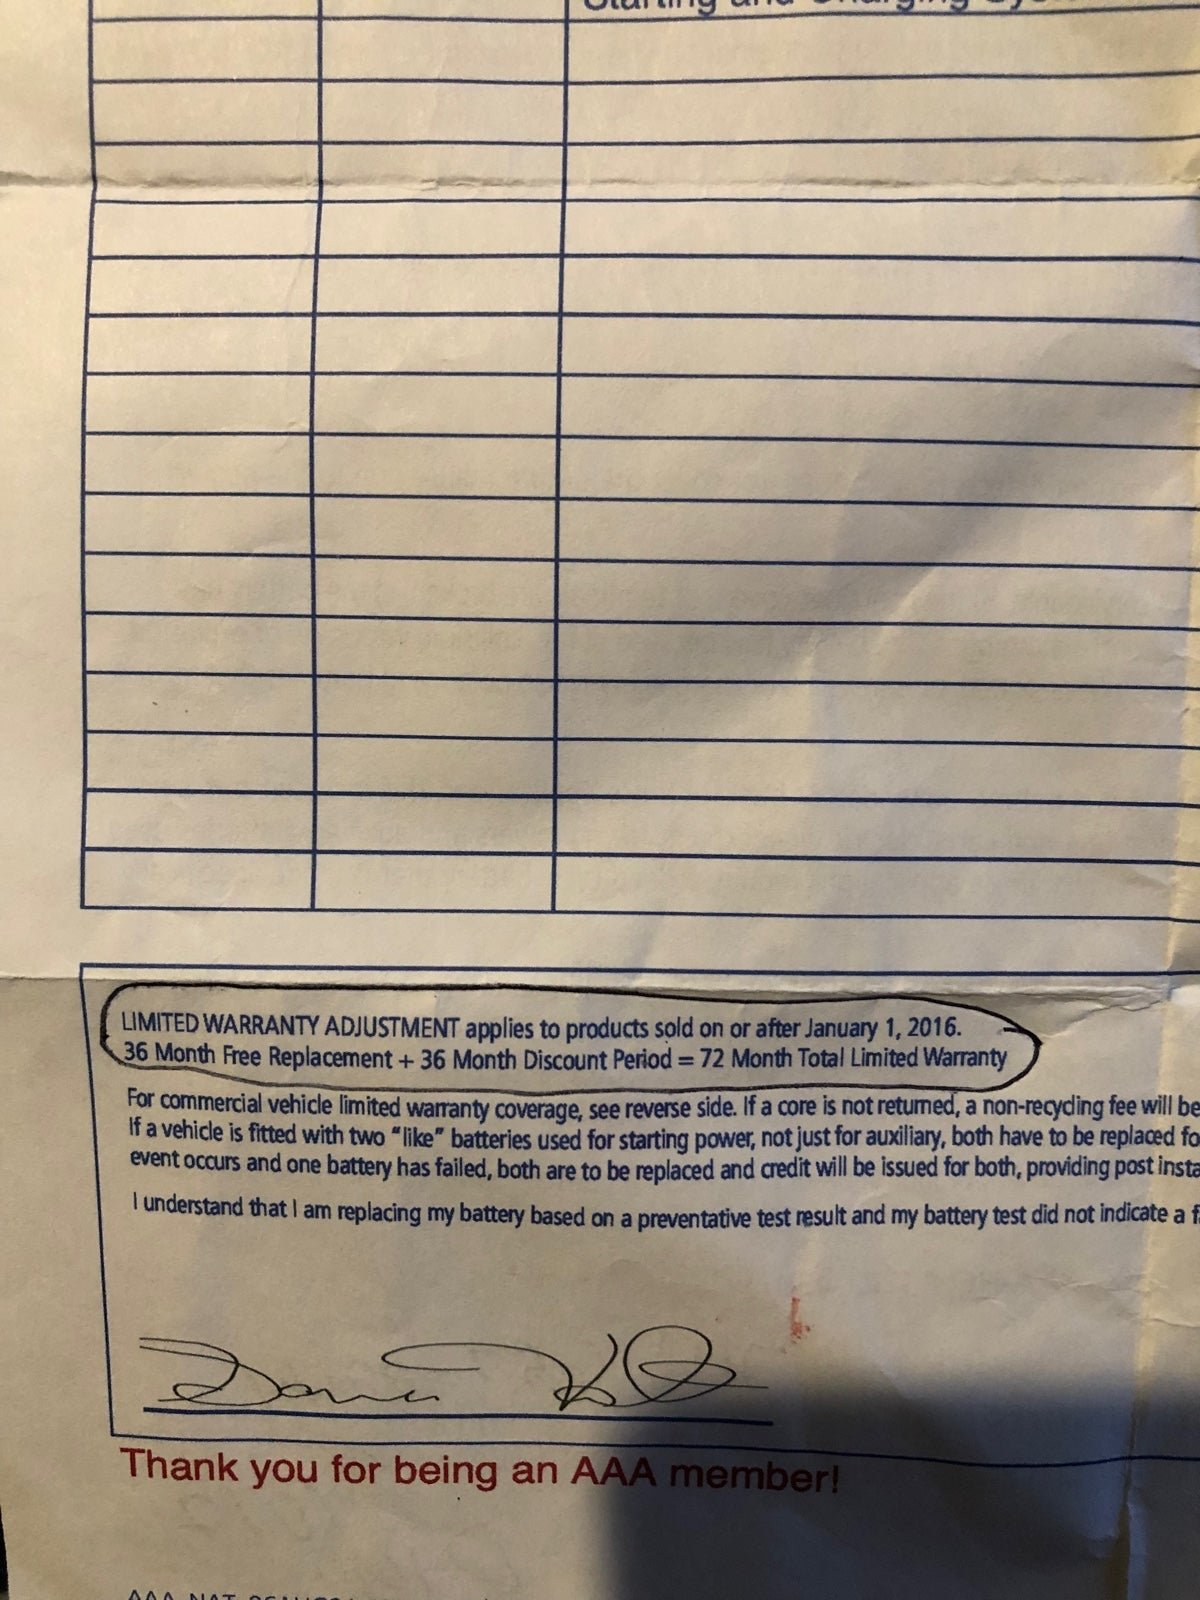 Starting and Charging
LIMITED WARRANTY ADJUSTMENT applies to products sold on or after January 1, 2016.
36 Month Free Replacement + 36 Month Discount Period = 72 Month Total Limited Warranty
For commercial vehicle limited warranty coverage, see reverse side. If a core is not returned, a non-recycling fee will be
If a vehicle is fitted with two "like" batteries used for starting power, not just for auxiliary, both have to be replaced fo
event occurs and one battery has failed, both are to be replaced and credit will be issued for both, providing post insta
I understand that I am replacing my battery based on a preventative test result and my battery test did not indicate a f
Thank you for being an AAA member!